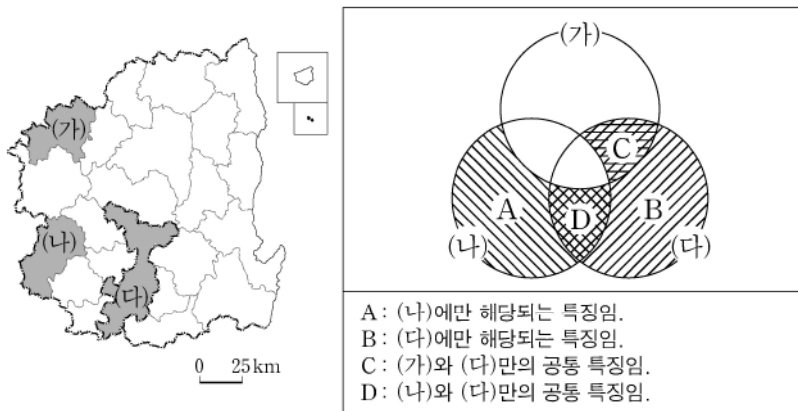 (가)
(나)
(다)
0 25km
(가)
C
A
D
B
(나)
(다)
A : (나)에만 해당되는 특징임.
B : (다)에만 해당되는 특징임.
C : (가)와 (다)만의 공통 특징임.
D : (나)와 (다)만의 공통 특징임.